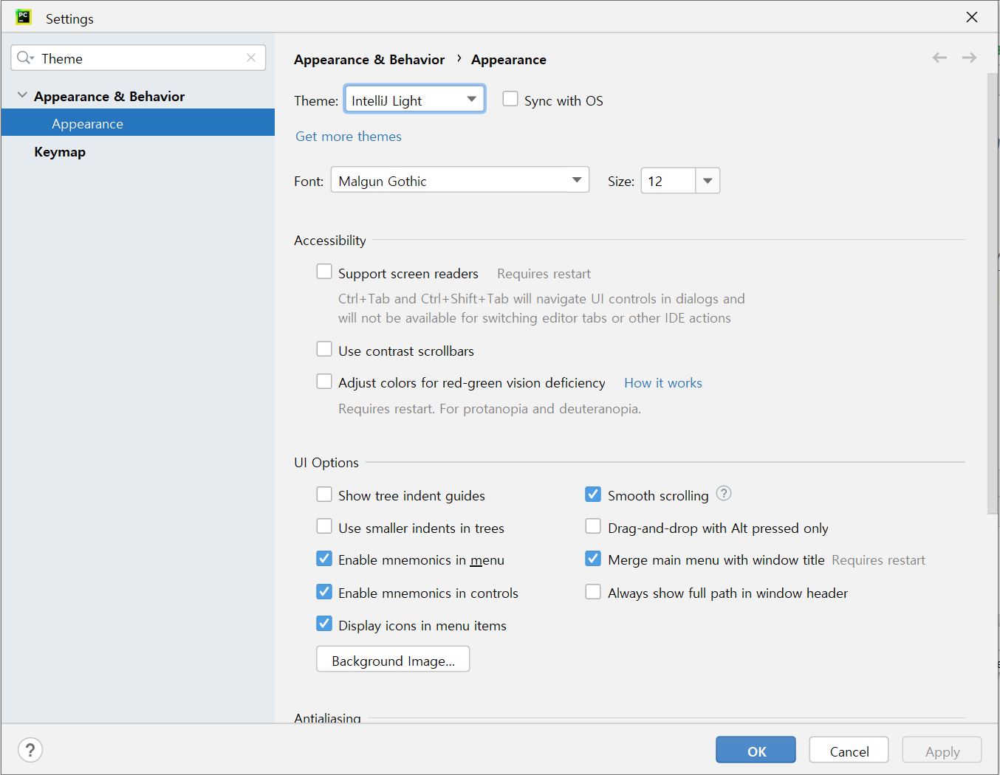 PC
Settings
Theme
Appearance & Behavior
Appearance
Keymap
Appearance & Behavior › Appearance
Theme: IntelliJ Light Sync with OS
Get more themes
Font: Malgun Gothic Size: 12
Accessibility
Support screen readers Requires restart
Ctrl+Tab and Ctrl+Shift+Tab will navigate UI controls in dialogs and
will not be available for switching editor tabs or other IDE actions
Use contrast scrollbars
Adjust colors for red-green vision deficiency How it works
Requires restart. For protanopia and deuteranopia.
UI Options
Show tree indent guides Smooth scrolling ?
Use smaller indents in trees Drag-and-drop with Alt pressed only
Enable mnemonics in menu Merge main menu with window title Requires restart
Enable mnemonics in controls Always show full path in window header
Display icons in menu items
Background Image...
Antialiasing
? OK Cancel Apply